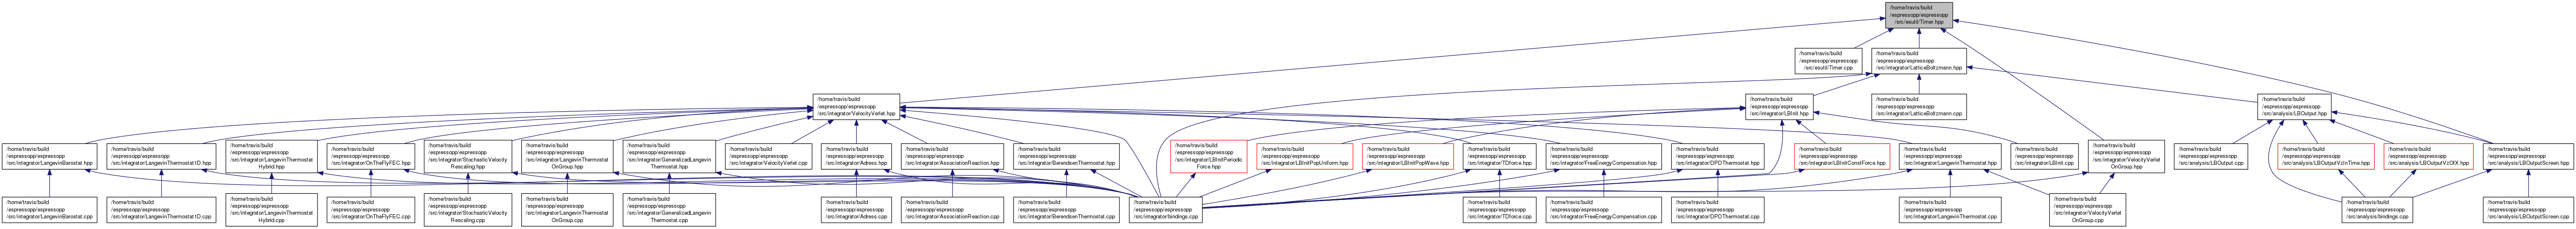 /home/travis/build
/espressopp/espressopp
/src/esutil/Timer.hpp
/home/travis/build
/espressopp/espressopp
/src/esutil/Timer.cpp
/home/travis/build
/espressopp/espressopp
/src/integrator/LatticeBoltzmann.hpp
/home/travis/build
/espressopp/espressopp
/src/integrator/VelocityVerlet.hpp
/home/travis/build
/espressopp/espressopp
/src/integrator/LBInit.hpp
/home/travis/build
/espressopp/espressopp
/src/integrator/LatticeBoltzmann.cpp
/home/travis/build
/espressopp/espressopp
/src/analysis/LBOutput.hpp
/home/travis/build
/espressopp/espressopp
/src/integrator/LangevinBarostat.hpp
/home/travis/build
/espressopp/espressopp
/src/integrator/LangevinThermostat1D.hpp
/home/travis/build
/espressopp/espressopp
/src/integrator/LangevinThermostat
Hybrid.hpp
/home/travis/build
/espressopp/espressopp
/src/integrator/OnTheFlyFEC.hpp
/home/travis/build
/espressopp/espressopp
/src/integrator/StochasticVelocity
Rescaling.hpp
/home/travis/build
/espressopp/espressopp
/src/integrator/LangevinThermostat
OnGroup.hpp
/home/travis/build
/espressopp/espressopp
/src/integrator/GeneralizedLangevin
Thermostat.hpp
/home/travis/build
/espressopp/espressopp
/src/integrator/VelocityVerlet.cpp
/home/travis/build
/espressopp/espressopp
/src/integrator/Adress.hpp
/home/travis/build
/espressopp/espressopp
/src/integrator/AssociationReaction.hpp
/home/travis/build
/espressopp/espressopp
/src/integrator/BerendsenThermostat.hpp
/home/travis/build
/espressopp/espressopp
/src/integrator/LBInitPeriodic
Force.hpp
/home/travis/build
/espressopp/espressopp
/src/integrator/LBInitPopUniform.hpp
/home/travis/build
/espressopp/espressopp
/src/integrator/LBInitPopWave.hpp
/home/travis/build
/espressopp/espressopp
/src/integrator/TDforce.hpp
/home/travis/build
/espressopp/espressopp
/src/integrator/FreeEnergyCompensation.hpp
/home/travis/build
/espressopp/espressopp
/src/integrator/DPDThermostat.hpp
/home/travis/build
/espressopp/espressopp
/src/integrator/LBInitConstForce.hpp
/home/travis/build
/espressopp/espressopp
/src/integrator/LangevinThermostat.hpp
/home/travis/build
/espressopp/espressopp
/src/integrator/LBInit.cpp
/home/travis/build
/espressopp/espressopp
/src/integrator/VelocityVerlet
OnGroup.hpp
/home/travis/build
/espressopp/espressopp
/src/analysis/LBOutput.cpp
/home/travis/build
/espressopp/espressopp
/src/analysis/LBOutputVzInTime.hpp
/home/travis/build
/espressopp/espressopp
/src/analysis/LBOutputVzOfX.hpp
/home/travis/build
/espressopp/espressopp
/src/analysis/LBOutputScreen.hpp
/home/travis/build
/espressopp/espressopp
/src/integrator/LangevinBarostat.cpp
/home/travis/build
/espressopp/espressopp
/src/integrator/LangevinThermostat1D.cpp
/home/travis/build
/espressopp/espressopp
/src/integrator/LangevinThermostat
Hybrid.cpp
/home/travis/build
/espressopp/espressopp
/src/integrator/OnTheFlyFEC.cpp
/home/travis/build
/espressopp/espressopp
/src/integrator/StochasticVelocity
Rescaling.cpp
/home/travis/build
/espressopp/espressopp
/src/integrator/LangevinThermostat
OnGroup.cpp
/home/travis/build
/espressopp/espressopp
/src/integrator/GeneralizedLangevin
Thermostat.cpp
/home/travis/build
/espressopp/espressopp
/src/integrator/Adress.cpp
/home/travis/build
/espressopp/espressopp
/src/integrator/AssociationReaction.cpp
/home/travis/build
/espressopp/espressopp
/src/integrator/BerendsenThermostat.cpp
/home/travis/build
/espressopp/espressopp
/src/integrator/bindings.cpp
/home/travis/build
/espressopp/espressopp
/src/integrator/TDforce.cpp
/home/travis/build
/espressopp/espressopp
/src/integrator/FreeEnergyCompensation.cpp
/home/travis/build
/espressopp/espressopp
/src/integrator/DPDThermostat.cpp
/home/travis/build
/espressopp/espressopp
/src/integrator/LangevinThermostat.cpp
/home/travis/build
/espressopp/espressopp
/src/integrator/VelocityVerlet
OnGroup.cpp
/home/travis/build
/espressopp/espressopp
/src/analysis/bindings.cpp
/home/travis/build
/espressopp/espressopp
/src/analysis/LBOutputScreen.cpp